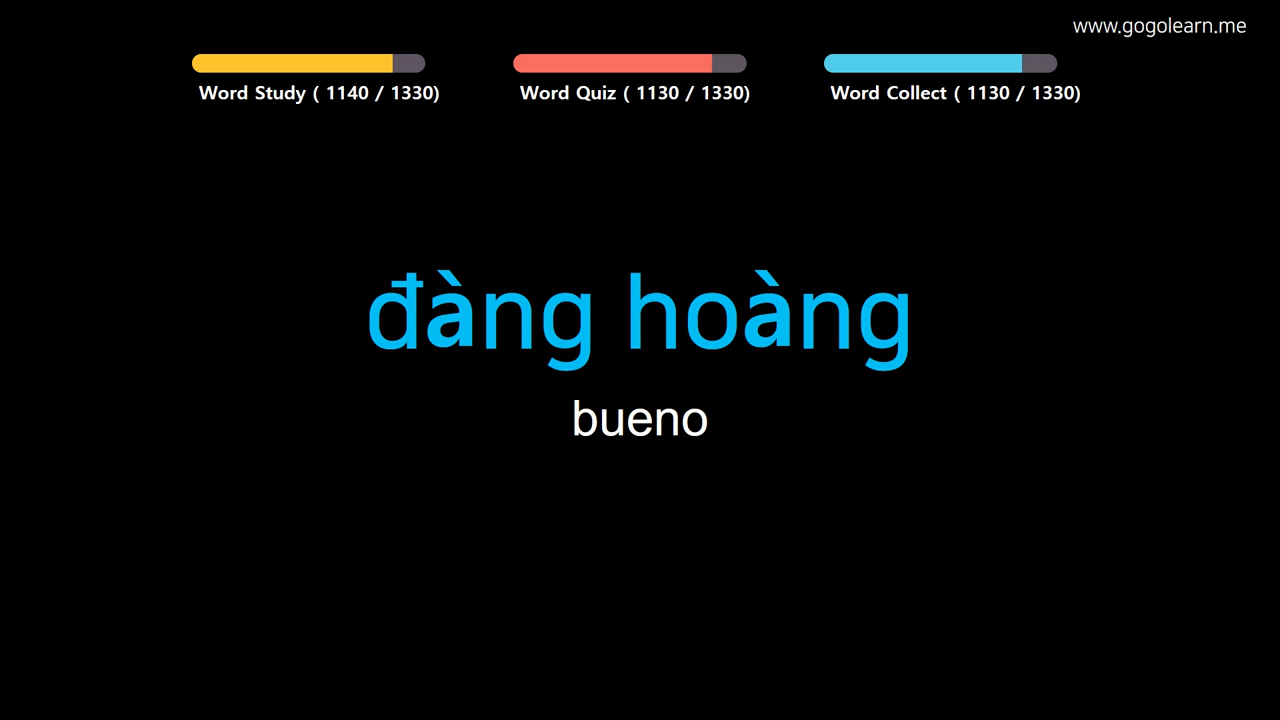 www.gogolearn.me
Word Study ( 1140 / 1330)
Word Quiz ( 1130 / 1330)
Word Collect ( 1130 / 1330)
đàng hoàng
bueno